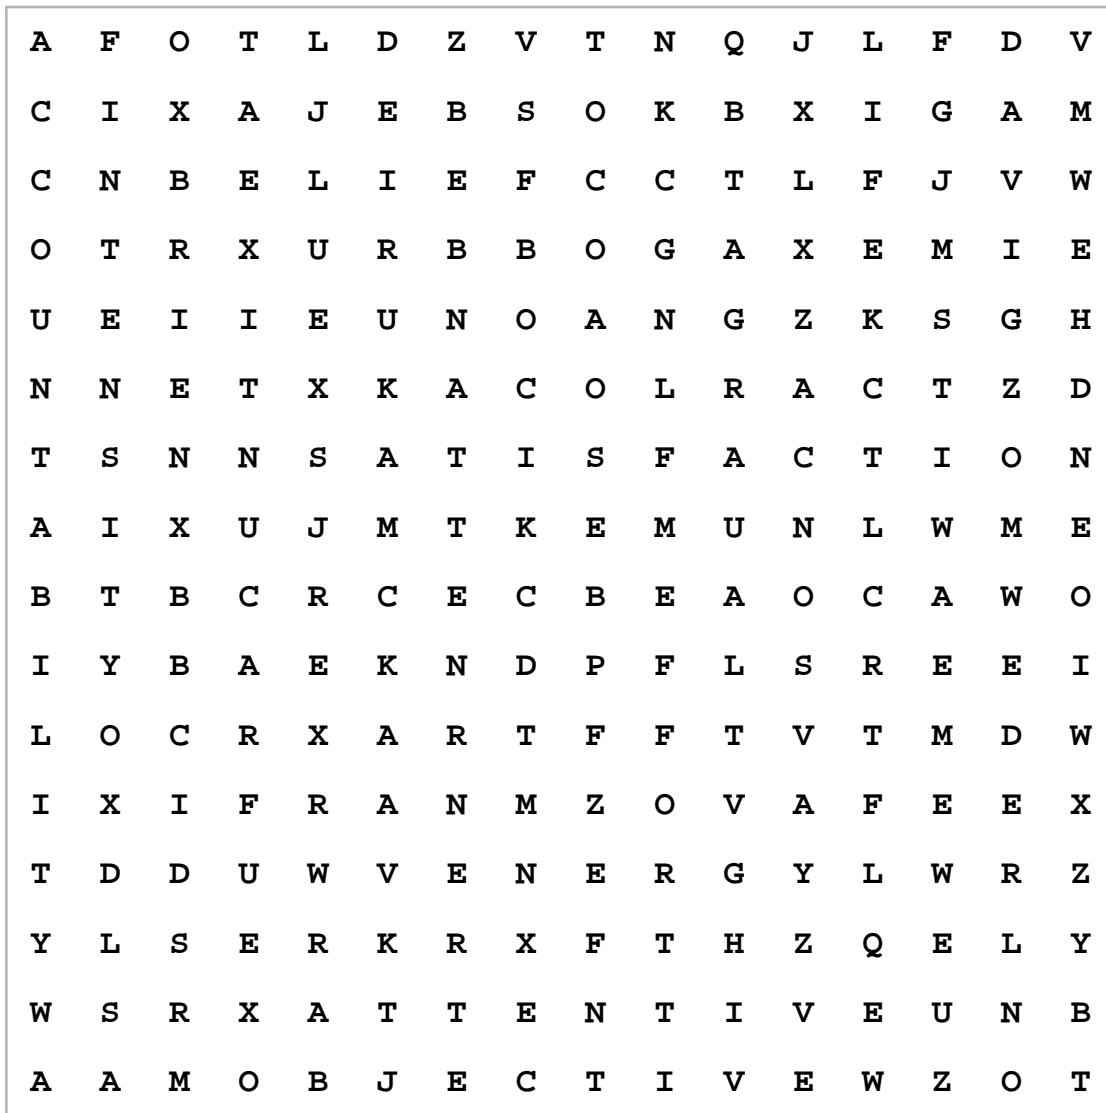 A F O T L D Z V T N Q J L F D V
C I X A J E B S O K B X I G A M
C N B E L I E F C C T L F J V W
O T R X U R B B O G A X E M I E
U E I I E U N O A N G Z K S G H
N N E T X K A C O L R A C T Z D
T S N N S A T I S F A C T I O N
A I X U J M T K E M U N L W M E
B T B C R C E C B E A O C A W O
I Y B A E K N D P F L S R E E I
L O C R X A R T F F T V T M D W
I X I F R A N M Z O V A F E E X
T D D U W V E N E R G Y L W R Z
Y L S E R K R X F T H Z Q E L Y
W S R X A T T E N T I V E U N B
A A M O B J E C T I V E W Z O T